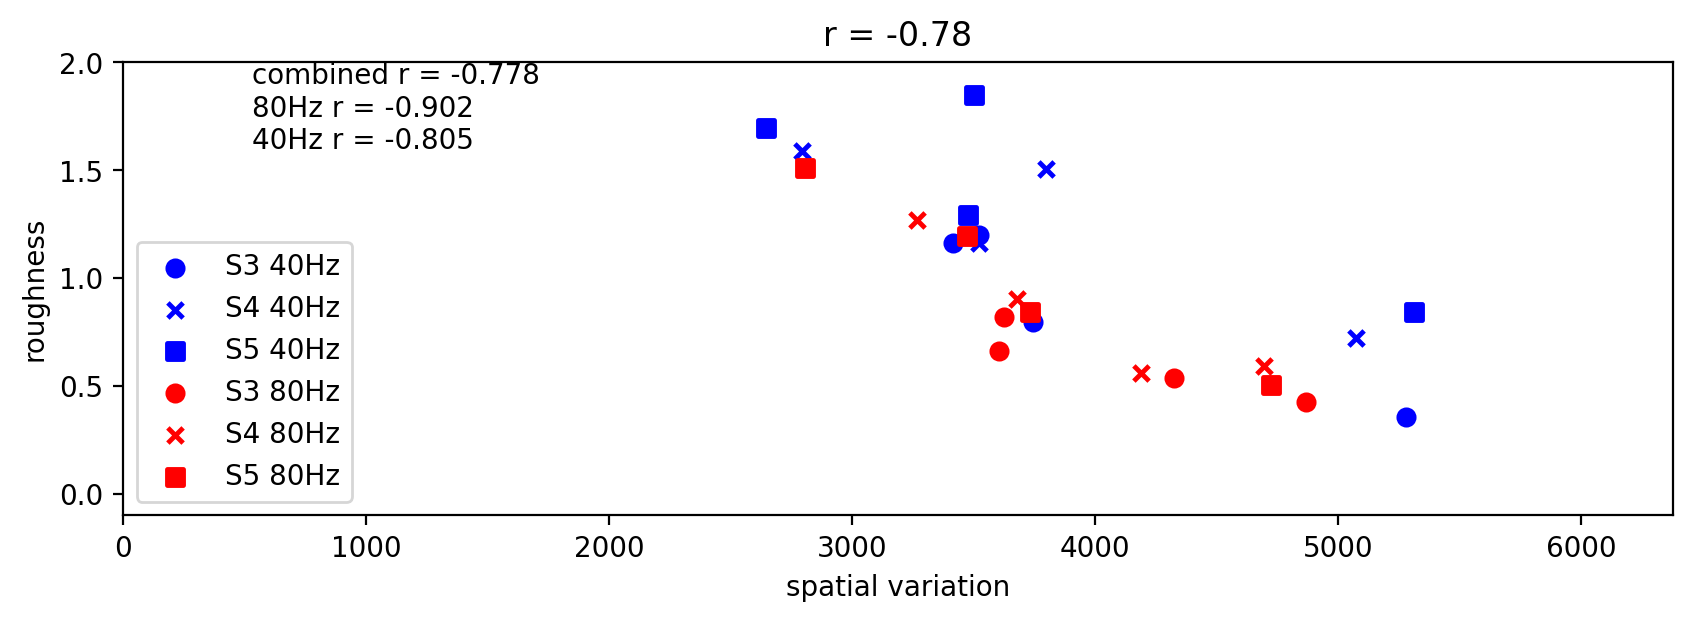 r = -0.78
combined r = -0.778
80Hz r = -0.902
40Hz r = -0.805
2.0
1.5
1.0
0.5
0.0
roughness
S3 40Hz
S4 40Hz
S5 40Hz
S3 80Hz
S4 80Hz
S5 80Hz
0 1000 2000 3000 4000 5000 6000
spatial variation